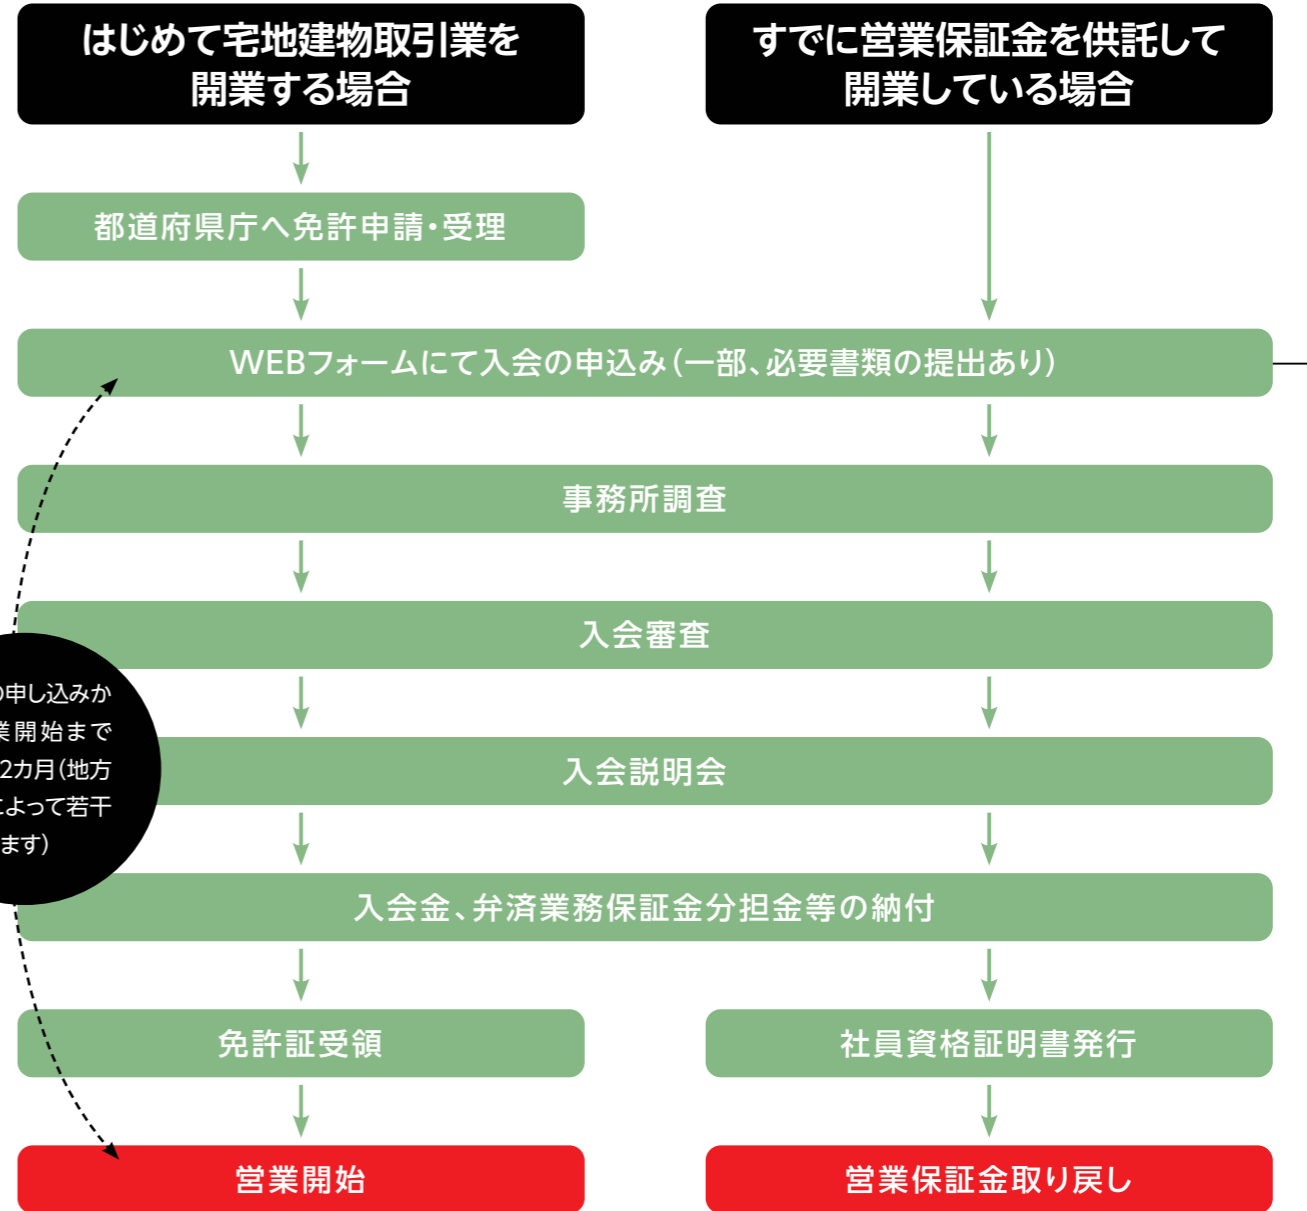 はじめて宅地建物取引業を
開業する場合
すでに営業保証金を供託して
開業している場合
都道府県庁へ免許申請・受理
WEBフォームにて入会の申込み（一部、必要書類の提出あり）
事務所調査
入会審査
の申し込みか
業開始まで
2カ月（地方
によって若干
ます）
入会説明会
入会金、弁済業務保証金分担金等の納付
免許証受領
社員資格証明書発行
営業開始
営業保証金取り戻し